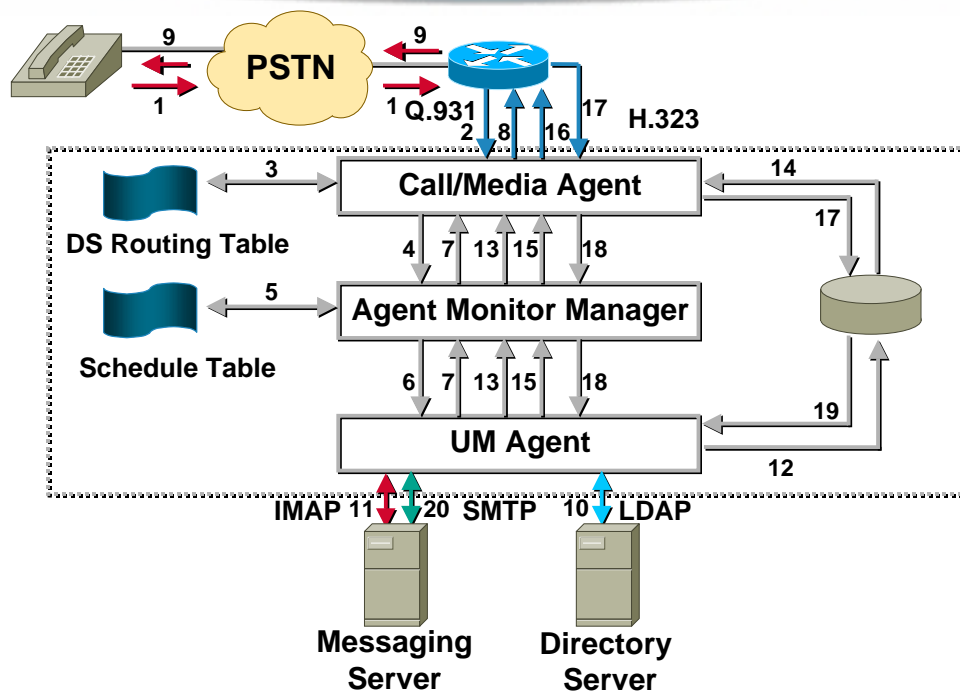 9
9
PSTN
1
1
Q.931
17
2
8
16
H.323
3
Call/Media Agent
14
17
DS Routing Table
4
7
13
15
18
5
Agent Monitor Manager
Schedule Table
6
7
13
15
18
19
UM Agent
12
IMAP
11
20
SMTP
10
LDAP
Messaging
Server
Directory
Server